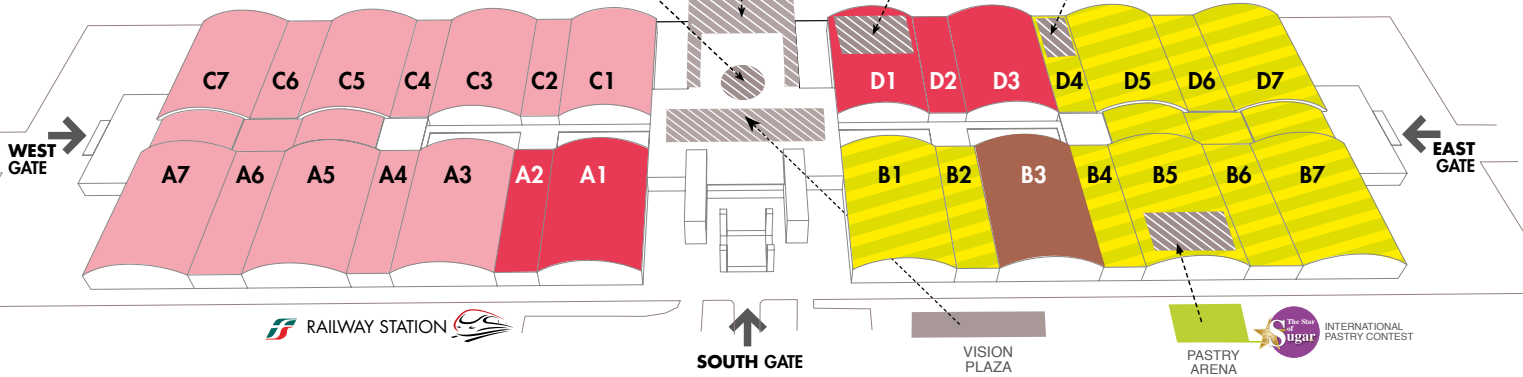 C7
C6
C5
C4
C3
C2
C1
D1
D2
D3
D4
D5
D6
D7
WEST
GATE
EAST
GATE
A7
A6
A5
A4
A3
A2
A1
B1
B2
B3
B4
B5
B6
B7
RAILWAY STATION
SOUTH GATE
VISION
PLAZA
PASTRY
ARENA
The Star
of
Sugar
INTERNATIONAL
PASTRY CONTEST